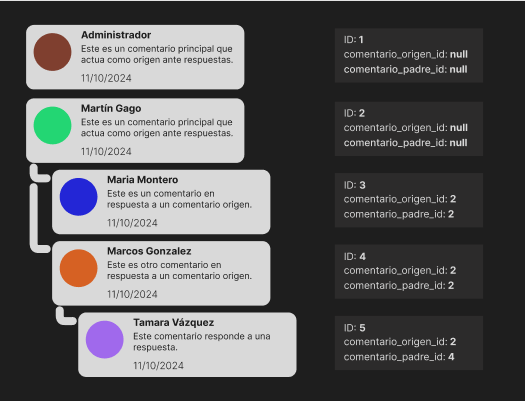 Administrador
Este es un comentario principal que
actua como origen ante respuestas.
11/10/2024
ID: 1
comentario_origen_id: null
comentario_padre_id: null
Martín Gago
Este es un comentario principal que
actua como origen ante respuestas.
11/10/2024
ID: 2
comentario_origen_id: null
comentario_padre_id: null
Maria Montero
Este es un comentario en
respuesta a un comentario origen.
11/10/2024
ID: 3
comentario_origen_id: 2
comentario_padre_id: 2
Marcos Gonzalez
Este es otro comentario en
respuesta a un comentario origen.
11/10/2024
ID: 4
comentario_origen_id: 2
comentario_padre_id: 2
Tamara Vázquez
Este comentario responde a una
respuesta.
11/10/2024
ID: 5
comentario_origen_id: 2
comentario_padre_id: 4